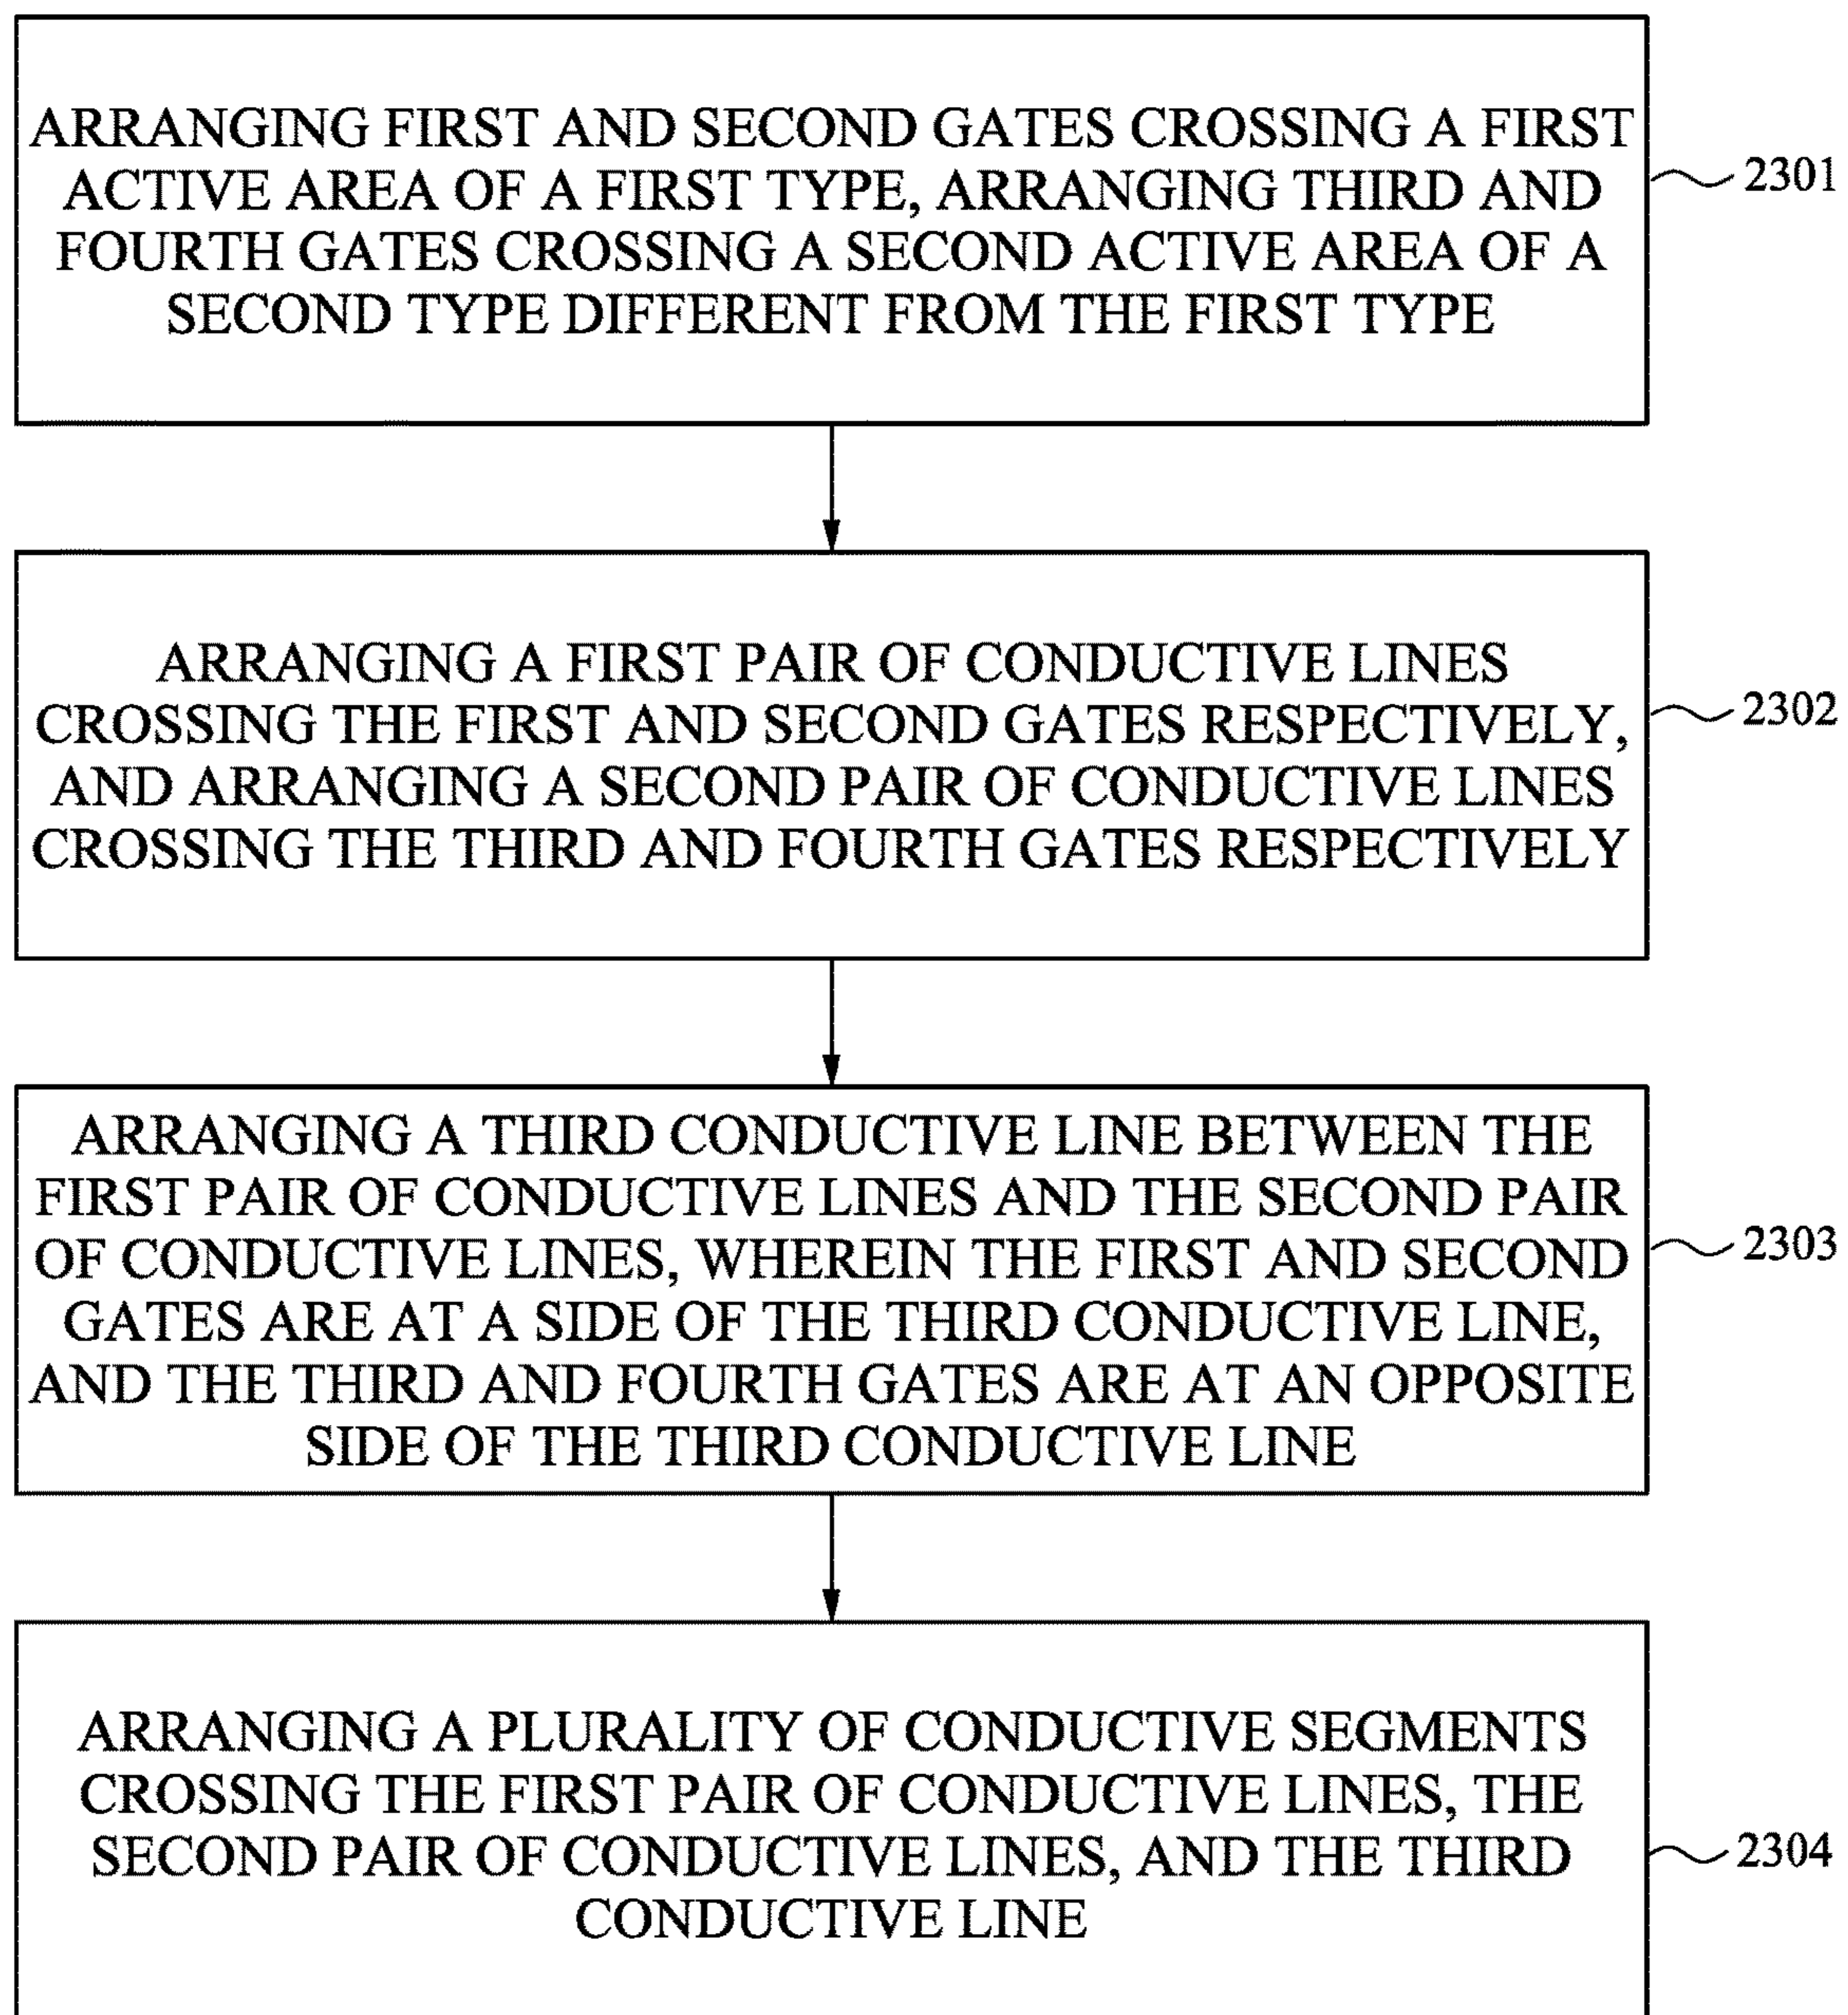 ARRANGING FIRST AND SECOND GATES CROSSING A FIRST
ACTIVE AREA OF A FIRST TYPE, ARRANGING THIRD AND
FOURTH GATES CROSSING A SECOND ACTIVE AREA OF A
SECOND TYPE DIFFERENT FROM THE FIRST TYPE
2301
ARRANGING A FIRST PAIR OF CONDUCTIVE LINES
CROSSING THE FIRST AND SECOND GATES RESPECTIVELY,
AND ARRANGING A SECOND PAIR OF CONDUCTIVE LINES
CROSSING THE THIRD AND FOURTH GATES RESPECTIVELY
2302
ARRANGING A THIRD CONDUCTIVE LINE BETWEEN THE
FIRST PAIR OF CONDUCTIVE LINES AND THE SECOND PAIR
OF CONDUCTIVE LINES, WHEREIN THE FIRST AND SECOND
GATES ARE AT A SIDE OF THE THIRD CONDUCTIVE LINE,
AND THE THIRD AND FOURTH GATES ARE AT AN OPPOSITE
SIDE OF THE THIRD CONDUCTIVE LINE
2303
ARRANGING A PLURALITY OF CONDUCTIVE SEGMENTS
CROSSING THE FIRST PAIR OF CONDUCTIVE LINES, THE
SECOND PAIR OF CONDUCTIVE LINES, AND THE THIRD
CONDUCTIVE LINE
2304